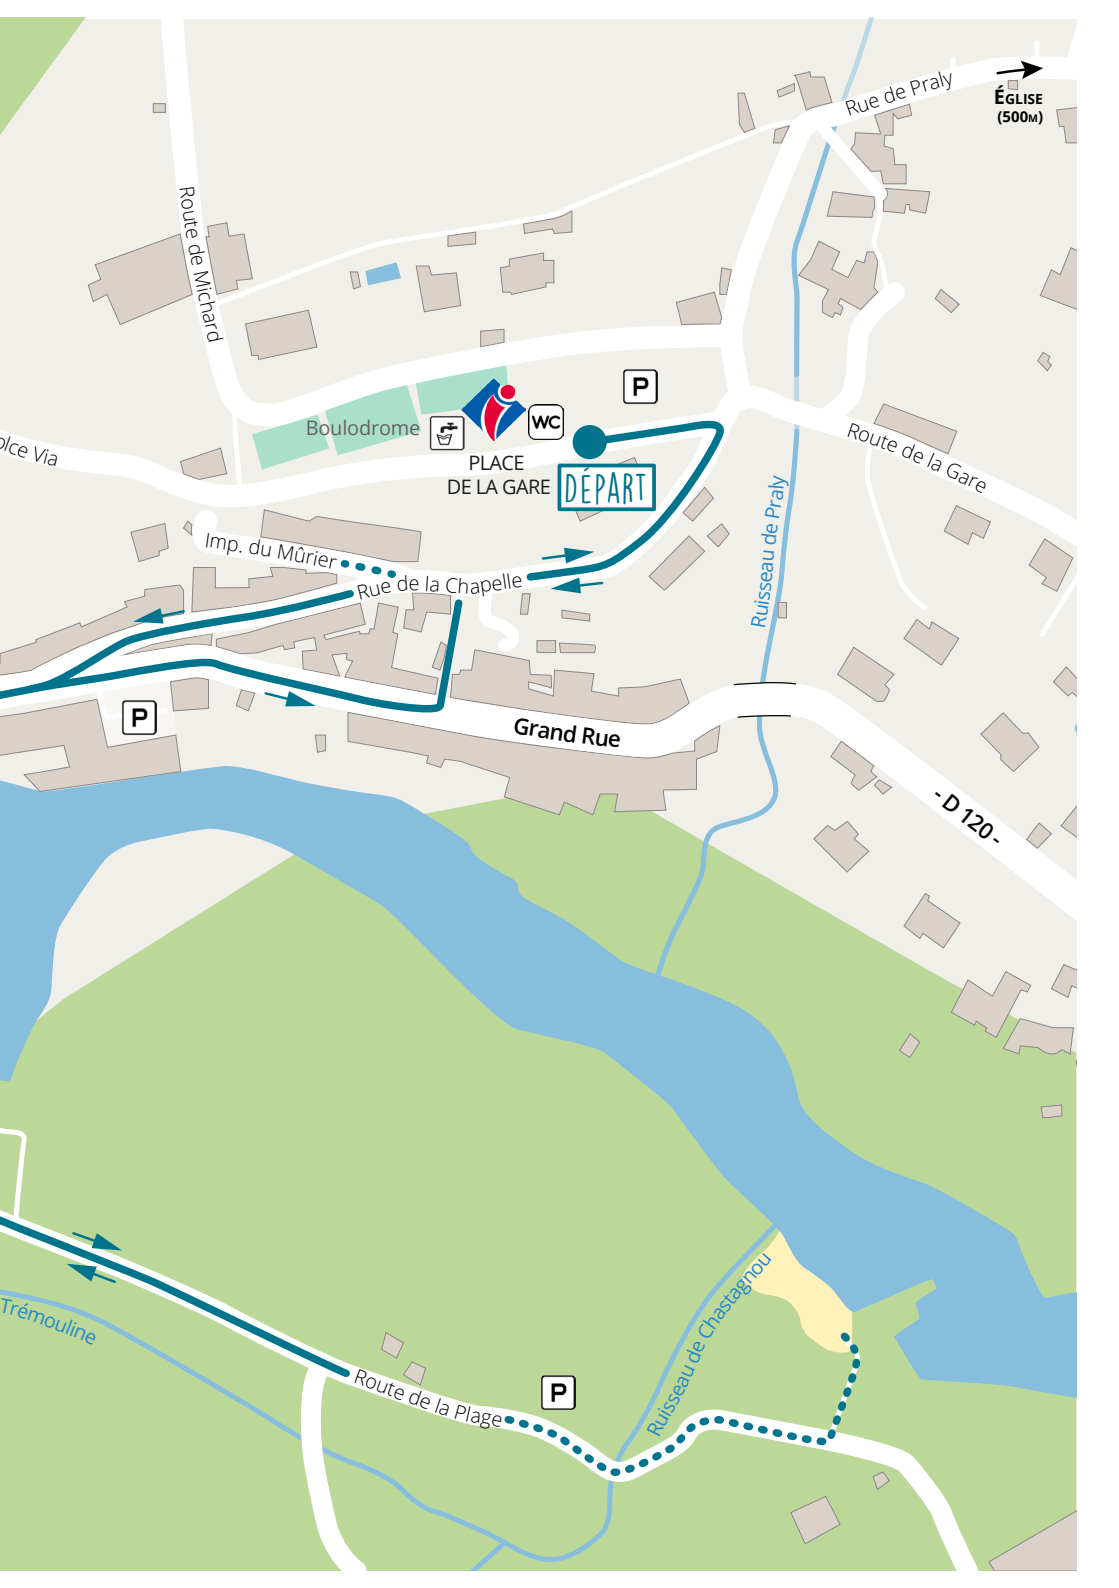 Rue de Praly
ÉGLISE
(500M)
Route de Michard
P
Boulodrome
WC
PLACE
DE LA GARE
DÉPART
Route de la Gare
olce Via
Ruisseau de Praly
Imp. du Mûrier
Rue de la Chapelle
P
Grand Rue
- D 120 -
Ruisseau de Chastagnou
Trémouline
Route de la Plage
P